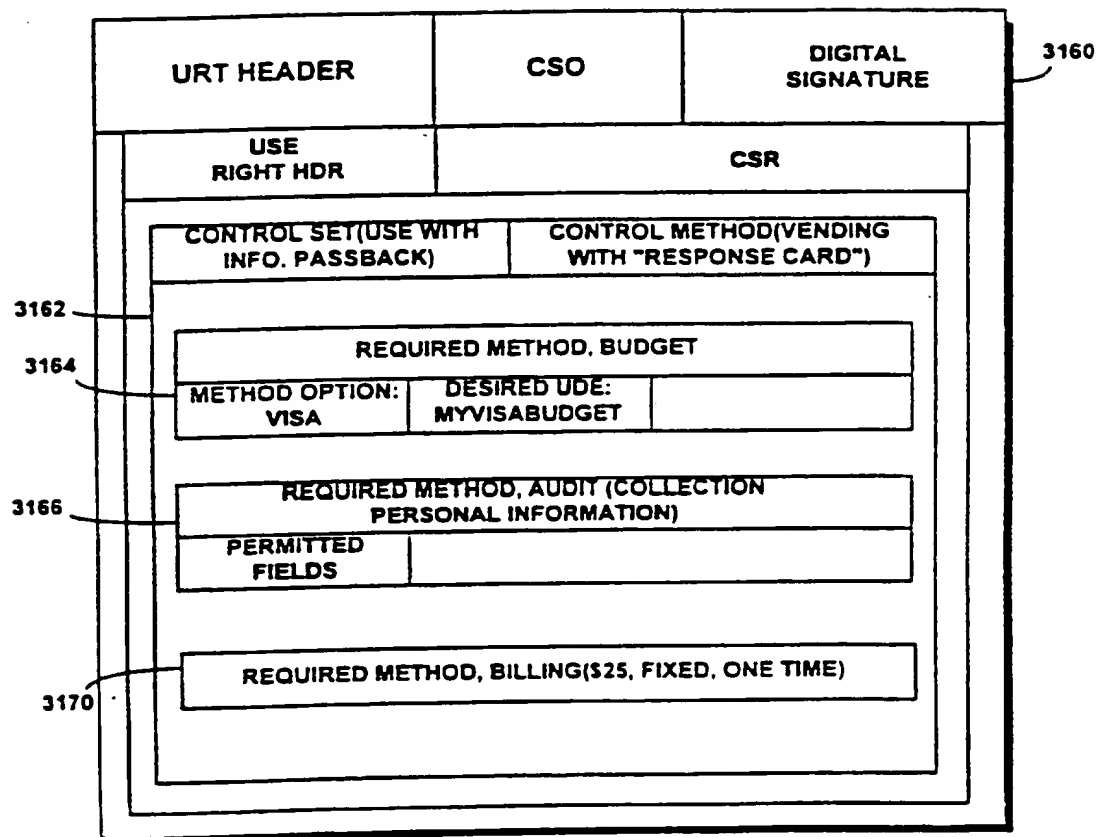 URT HEADER
CSO
DIGITAL
SIGNATURE
3160
USE
RIGHT HDR
CSR
CONTROL SET(USE WITH
INFO. PASSBACK)
CONTROL METHOD(VENDING
WITH "RESPONSE CARD")
3162
REQUIRED METHOD, BUDGET
3164
METHOD OPTION:
VISA
DESIRED UDE:
MYVISABUDGET
REQUIRED METHOD, AUDIT (COLLECTION
PERSONAL INFORMATION)
3166
PERMITTED
FIELDS
REQUIRED METHOD, BILLING($25, FIXED, ONE TIME)
3170